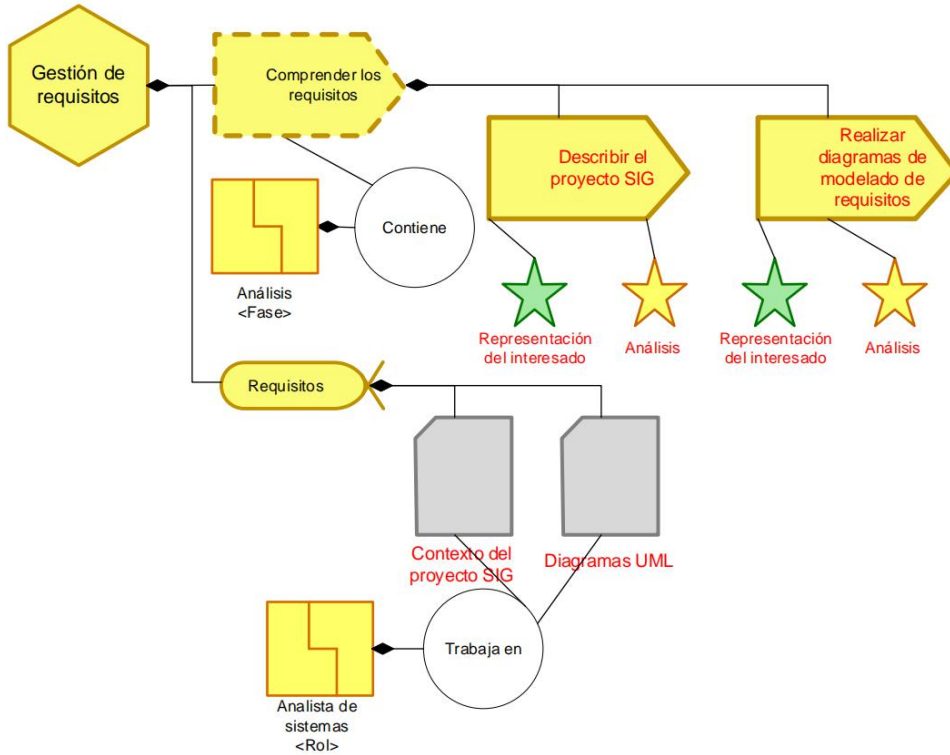 Gestión de
requisitos
Comprender los
requisitos
Describir el
proyecto SIG
Realizar
diagramas de
modelado de
requisitos
Contiene
Análisis
<Fase>
Representación
del interesado
Análisis
Representación
del interesado
Análisis
Requisitos
Contexto del
proyecto SIG
Diagramas UML
Trabaja en
Analista de
sistemas
<Rol>